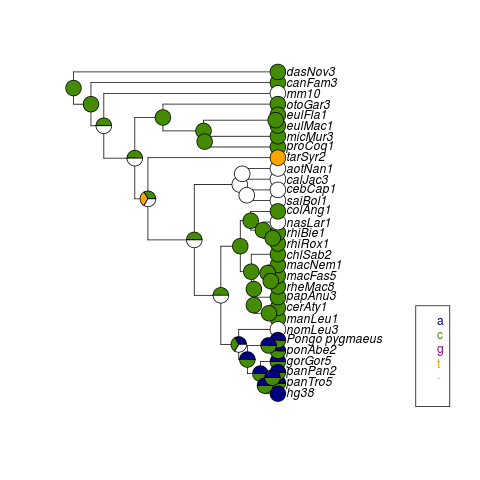 dasNov3
canFam3
mm10
otoGar3
eulFla1
eulMac1
micMur3
proCoq1
tarSyr2
aotNan1
calJac3
cebCap1
saiBol1
colAng1
nasLar1
rhiBie1
rhiRox1
chlSab2
macNem1
macFas5
rheMac8
papAnu3
cerAty1
manLeu1
nomLeu3
Pongo pygmaeus
ponAbe2
gorGor5
panPan2
panTro5
hg38
a
c
g
t
-